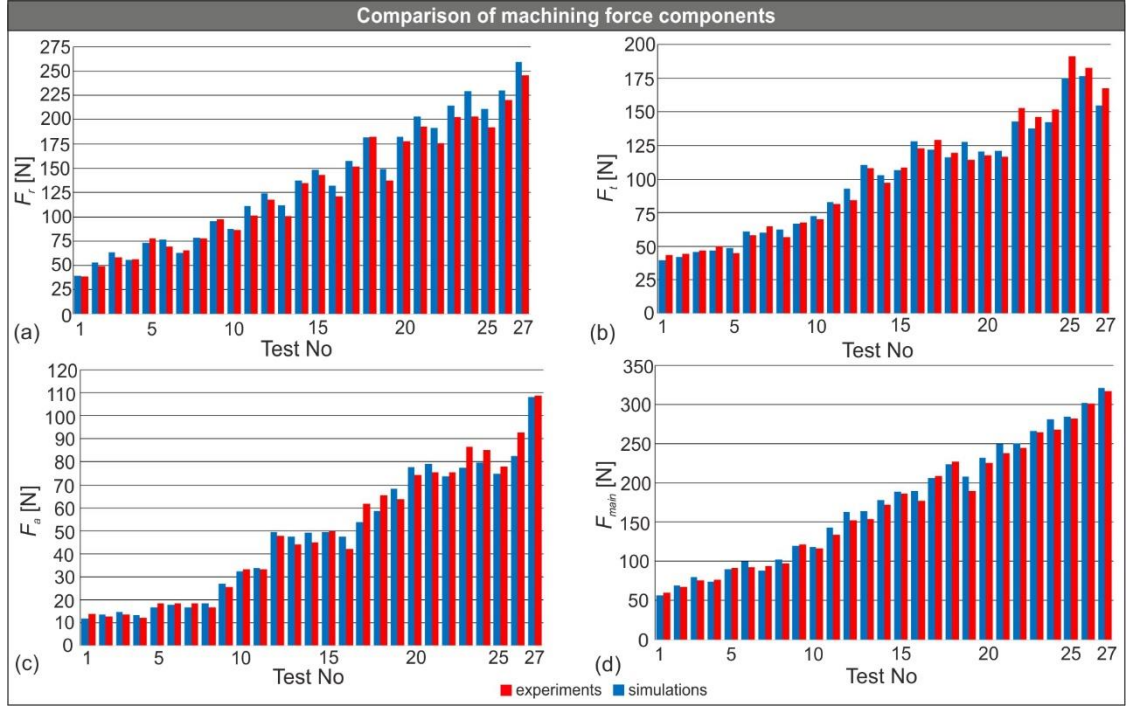 Comparison of machining force components
275
250
225
200
175
150
125
100
75
50
25
0
F_r [N]
1 5 10 15 20 25 27
Test No
(a)
200
175
150
125
100
75
50
25
0
F_t [N]
1 5 10 15 20 25 27
Test No
(b)
120
110
100
90
80
70
60
50
40
30
20
10
0
F_a [N]
1 5 10 15 20 25 27
Test No
(c)
350
300
250
200
150
100
50
0
F_main [N]
1 5 10 15 20 25 27
Test No
(d)
experiments simulations